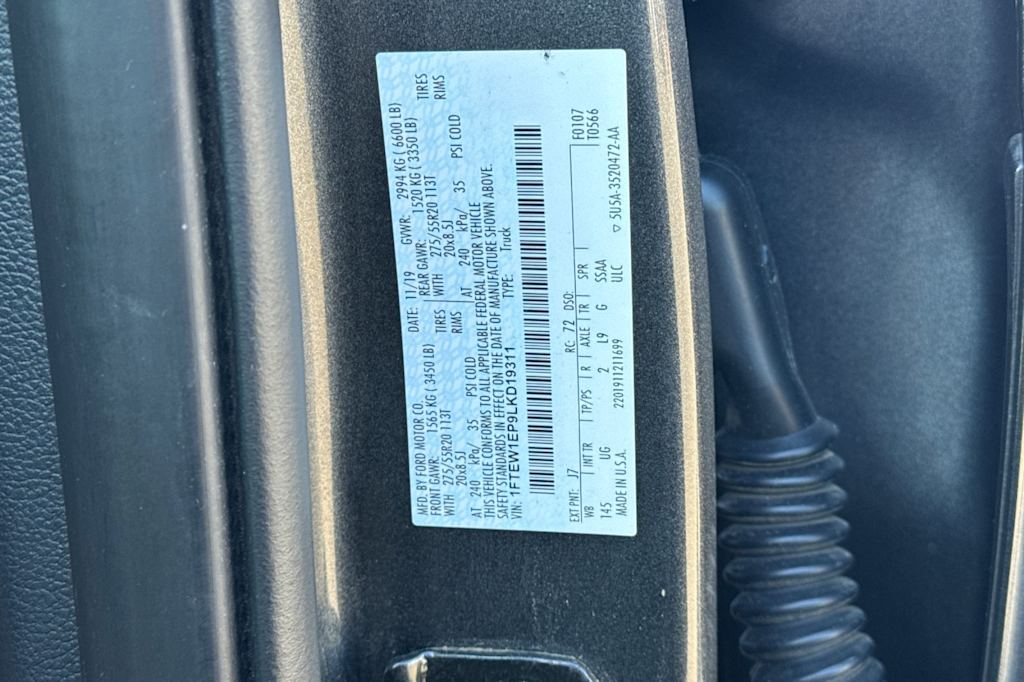 MFD. BY FORD MOTOR CO. DATE: 11/19 GVWR: 2994 KG ( 6600 LB)
FRONT GAWR: 1565 KG ( 3450 LB) REAR GAWR: 1520 KG ( 3350 LB)
WITH 275/55R20 113T TIRES WITH 275/55R20 113T TIRES
20x8.5J RIMS 20x8.5J RIMS
AT 240 kPa/ 35 PSI COLD AT 240 kPa/ 35 PSI COLD
THIS VEHICLE CONFORMS TO ALL APPLICABLE FEDERAL MOTOR VEHICLE
SAFETY STANDARDS IN EFFECT ON THE DATE OF MANUFACTURE SHOWN ABOVE.
VIN: 1FTEW1EP9LKD19311 TYPE: Truck
EXT PNT: J7 RC: 72 DSO: F0107
WB INT TR TP/PS R AXLE TR SPR T0566
145 UG 2 L9 G SSAA
MADE IN U.S.A. 2201911211699 ULC ▽ 5U5A-3520472-AA